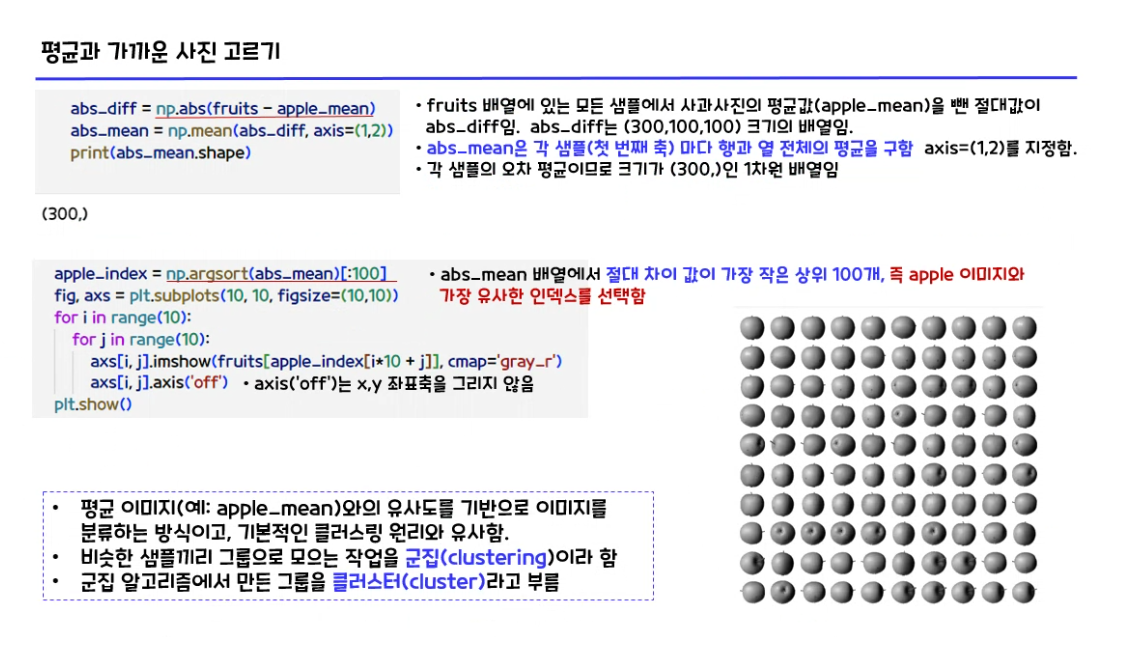 평균과 가까운 사진 고르기
abs_diff = np.abs(fruits - apple_mean)
abs_mean = np.mean(abs_diff, axis=(1,2))
print(abs_mean.shape)
• fruits 배열에 있는 모든 샘플에서 사과사진의 평균값(apple_mean)을 뺀 절대값이
abs_diff임. abs_diff는 (300,100,100) 크기의 배열임.
• abs_mean은 각 샘플(첫 번째 축) 마다 행과 열 전체의 평균을 구함 axis=(1,2)를 지정함.
• 각 샘플의 오차 평균이므로 크기가 (300,)인 1차원 배열임
(300,)
apple_index = np.argsort(abs_mean)[:100]
fig, axs = plt.subplots(10, 10, figsize=(10,10))
for i in range(10):
for j in range(10):
axs[i, j].imshow(fruits[apple_index[i*10 + j]], cmap='gray_r')
axs[i, j].axis('off') • axis('off')는 x,y 좌표축을 그리지 않음
plt.show()
• abs_mean 배열에서 절대 차이 값이 가장 작은 상위 100개, 즉 apple 이미지와
가장 유사한 인덱스를 선택함
• 평균 이미지(예: apple_mean)와의 유사도를 기반으로 이미지를
분류하는 방식이고, 기본적인 클러스링 원리와 유사함.
• 비슷한 샘플끼리 그룹으로 모으는 작업을 군집(clustering)이라 함
• 군집 알고리즘에서 만든 그룹을 클러스터(cluster)라고 부름